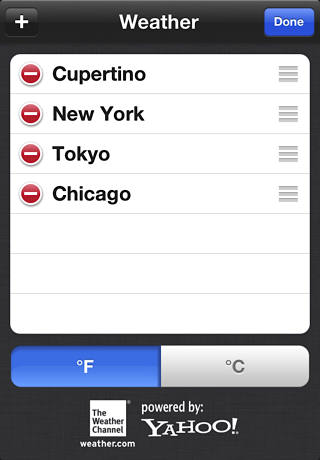 + Weather Done
Cupertino
New York
Tokyo
Chicago
°F °C
The
Weather
Channel
weather.com
powered by:
YAHOO!